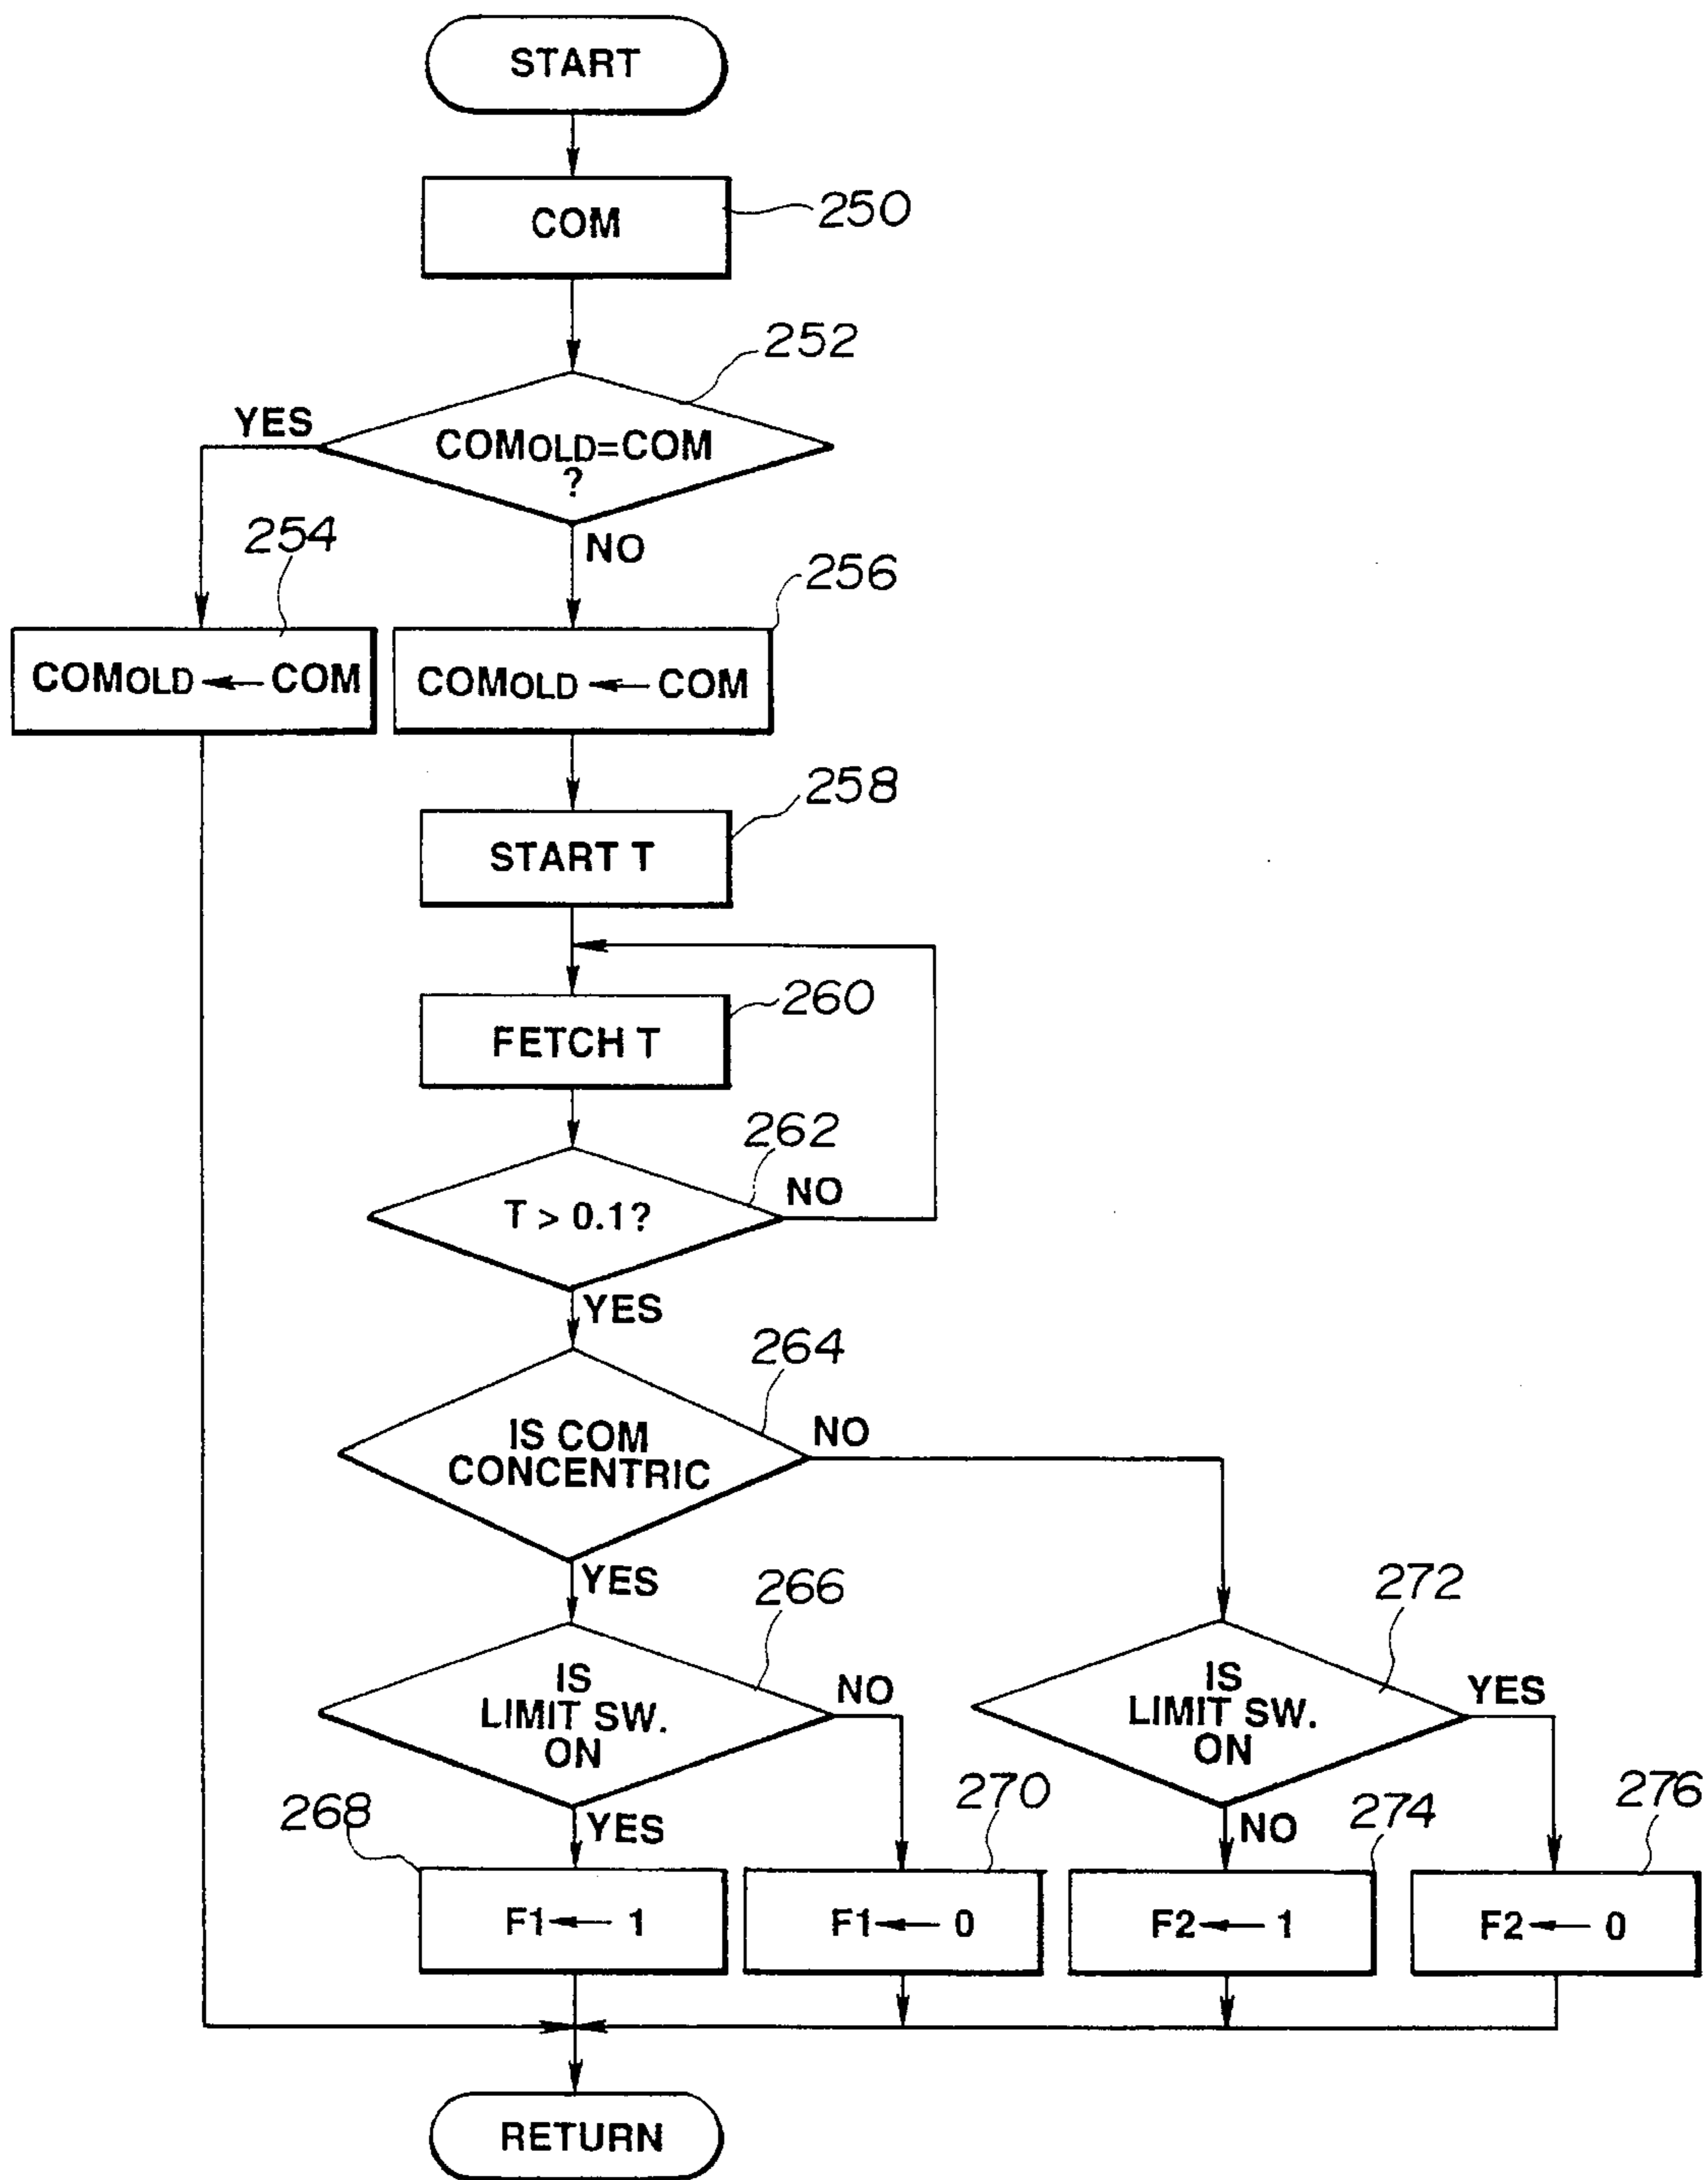 START
COM
250
252
YES
COMOLD=COM
?
254
NO
256
COMOLD ← COM
COMOLD ← COM
258
START T
260
FETCH T
262
T > 0.1?
NO
YES
264
IS COM
CONCENTRIC
NO
YES
266
272
IS
LIMIT SW.
ON
NO
IS
LIMIT SW.
ON
YES
268
YES
270
NO
274
276
F1 ← 1
F1 ← 0
F2 ← 1
F2 ← 0
RETURN